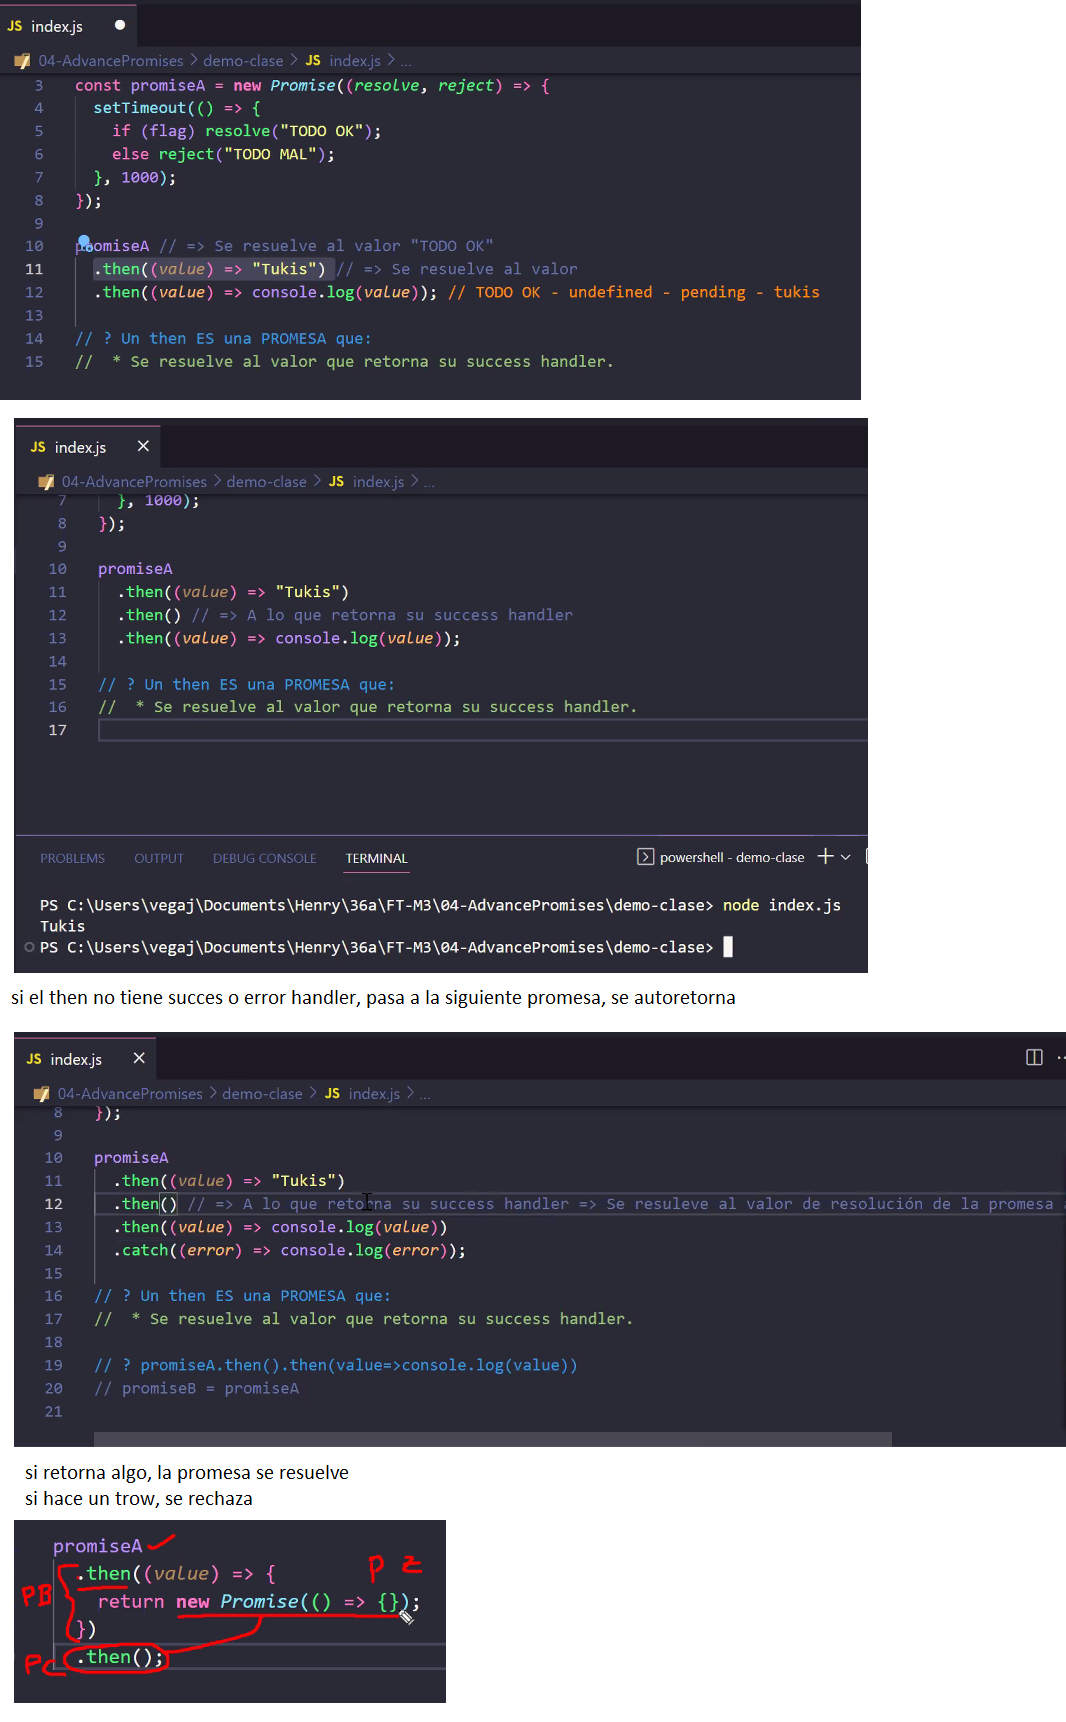 JS index.js
04-AdvancePromises > demo-clase > JS index.js > ...
3 const promiseA = new Promise((resolve, reject) => {
4 setTimeout(() => {
5 if (flag) resolve("TODO OK");
6 else reject("TODO MAL");
7 }, 1000);
8 });
9
10 promiseA // => Se resuelve al valor "TODO OK"
11 .then((value) => "Tukis") // => Se resuelve al valor
12 .then((value) => console.log(value)); // TODO OK - undefined - pending - tukis
13
14 // ? Un then ES una PROMESA que:
15 // * Se resuelve al valor que retorna su success handler.
JS index.js
04-AdvancePromises > demo-clase > JS index.js > ...
7 }, 1000);
8 });
9
10 promiseA
11 .then((value) => "Tukis")
12 .then() // => A lo que retorna su success handler
13 .then((value) => console.log(value));
14
15 // ? Un then ES una PROMESA que:
16 // * Se resuelve al valor que retorna su success handler.
17
PROBLEMS OUTPUT DEBUG CONSOLE TERMINAL powershell - demo-clase
PS C:\Users\vegaj\Documents\Henry\36a\FT-M3\04-AdvancePromises\demo-clase> node index.js
Tukis
PS C:\Users\vegaj\Documents\Henry\36a\FT-M3\04-AdvancePromises\demo-clase>
si el then no tiene succes o error handler, pasa a la siguiente promesa, se autoretorna
JS index.js
04-AdvancePromises > demo-clase > JS index.js > ...
8 });
9
10 promiseA
11 .then((value) => "Tukis")
12 .then() // => A lo que retorna su success handler => Se resuleve al valor de resolución de la promesa
13 .then((value) => console.log(value))
14 .catch((error) => console.log(error));
15
16 // ? Un then ES una PROMESA que:
17 // * Se resuelve al valor que retorna su success handler.
18
19 // ? promiseA.then().then(value=>console.log(value))
20 // promiseB = promiseA
21
si retorna algo, la promesa se resuelve
si hace un trow, se rechaza
promiseA
.then((value) => { P Z
PB return new Promise(() => {});
})
PC .then();